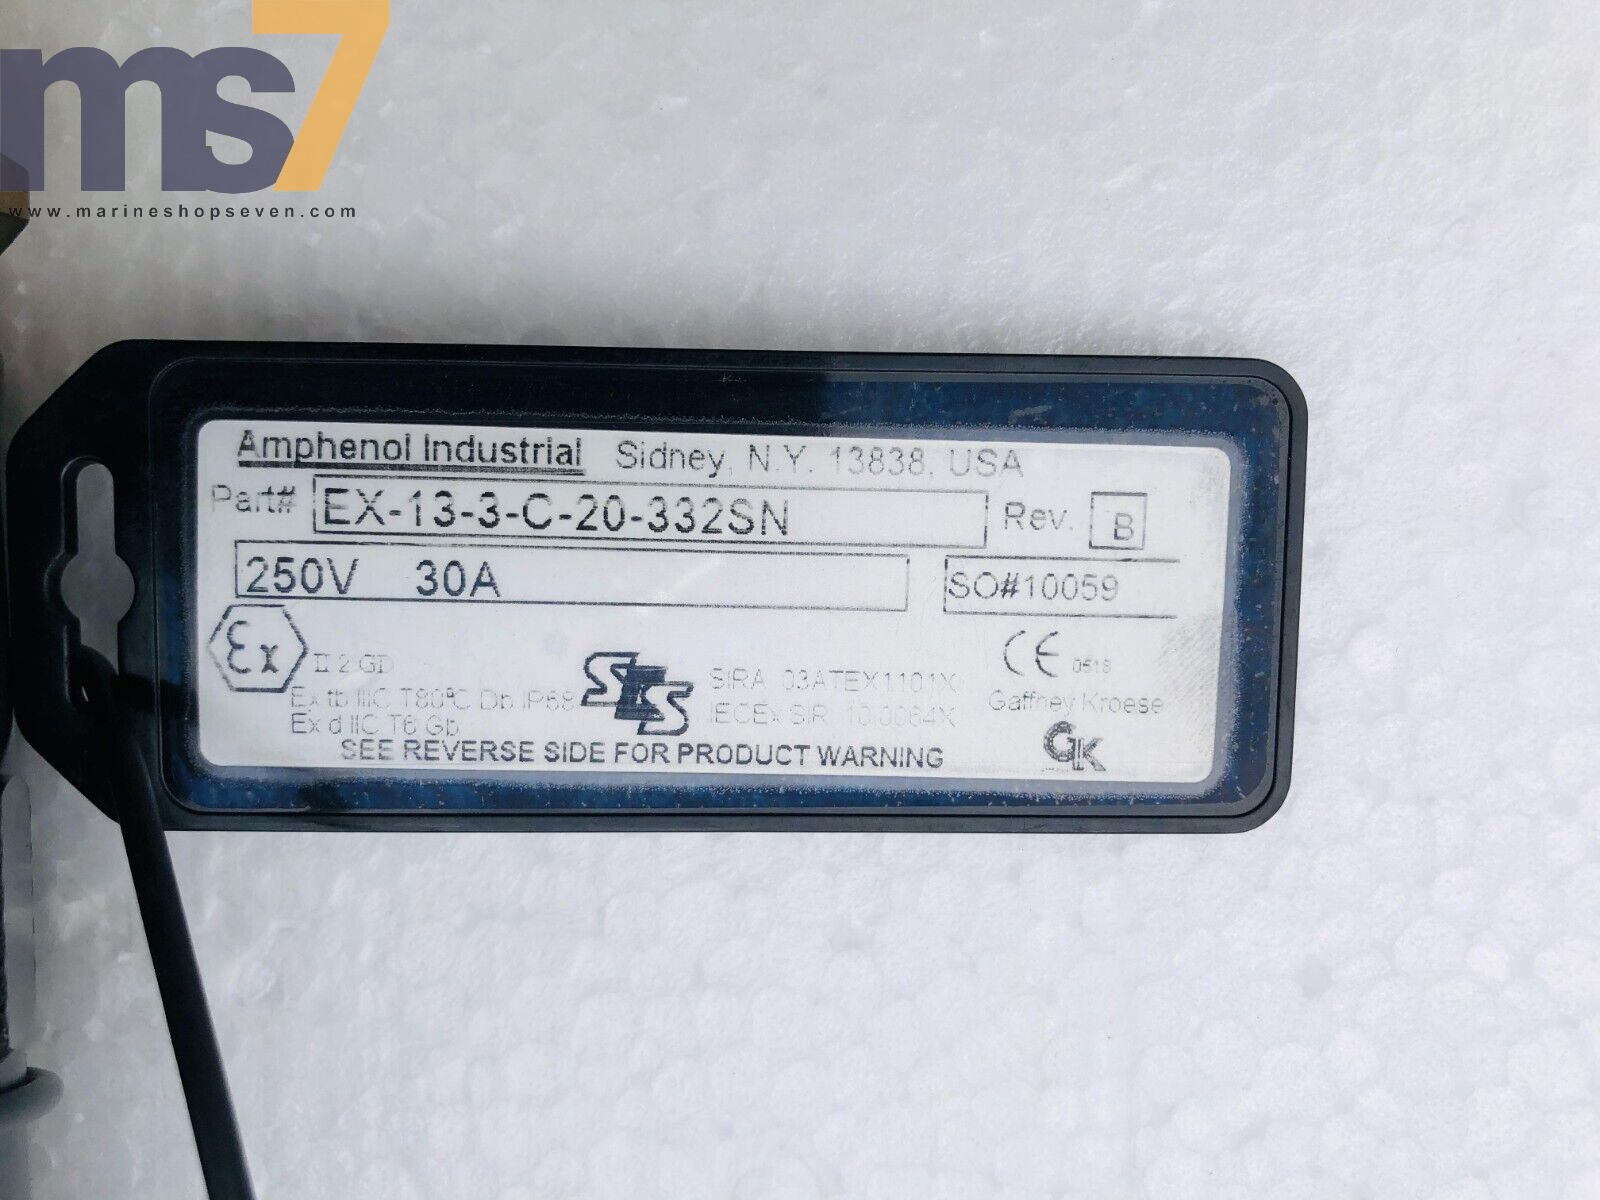 ms7
www.marineshopseven.com
Amphenol Industrial Sidney, N.Y. 13838, USA
Part# EX-13-3-C-20-332SN Rev. B
250V 30A SO#10059
Ex II 2 GD
Ex tb IIIC T80°C Db IP68
Ex d IIC T6 Gb
SIRA 03ATEX1101X
IECEx SIR 10.0064X
CE 0518
Gaffney Kroese
GK
SEE REVERSE SIDE FOR PRODUCT WARNING